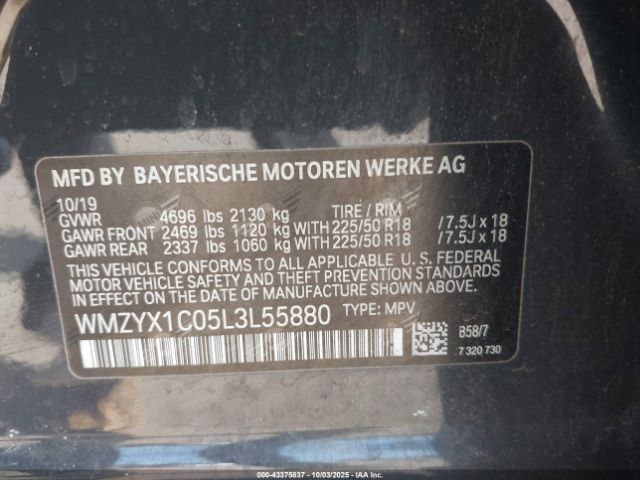 MFD BY BAYERISCHE MOTOREN WERKE AG
10/19
GVWR 4696 lbs 2130 kg TIRE / RIM
GAWR FRONT 2469 lbs 1120 kg WITH 225/50 R18 / 7.5J x 18
GAWR REAR 2337 lbs 1060 kg WITH 225/50 R18 / 7.5J x 18
THIS VEHICLE CONFORMS TO ALL APPLICABLE U. S. FEDERAL
MOTOR VEHICLE SAFETY AND THEFT PREVENTION STANDARDS
IN EFFECT ON THE DATE OF MANUFACTURE SHOWN ABOVE.
WMZYX1C05L3L55880 TYPE: MPV
B58/7
7 320 730
000-43375837 - 10/03/2025 - IAA Inc.